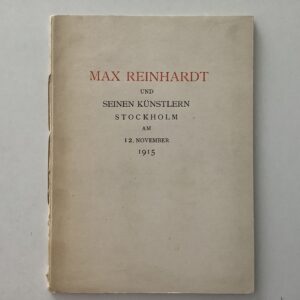 MAX REINHARDT
UND
SEINEN KÜNSTLERN
STOCKHOLM
AM
12. NOVEMBER
1915